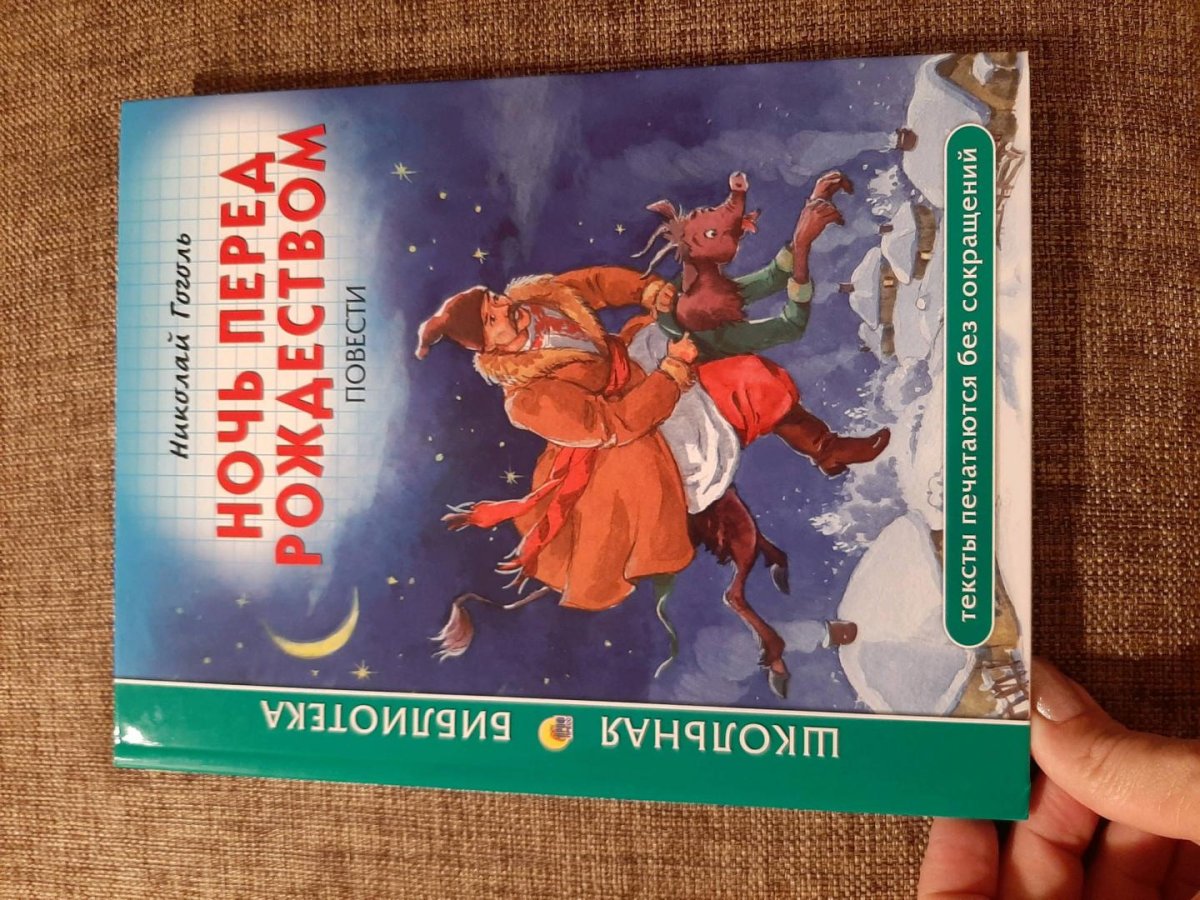 Николай Гоголь
НОЧЬ ПЕРЕД
РОЖДЕСТВОМ
ПОВЕСТИ
ШКОЛЬНАЯ
БИБЛИОТЕКА
тексты печатаются без сокращений